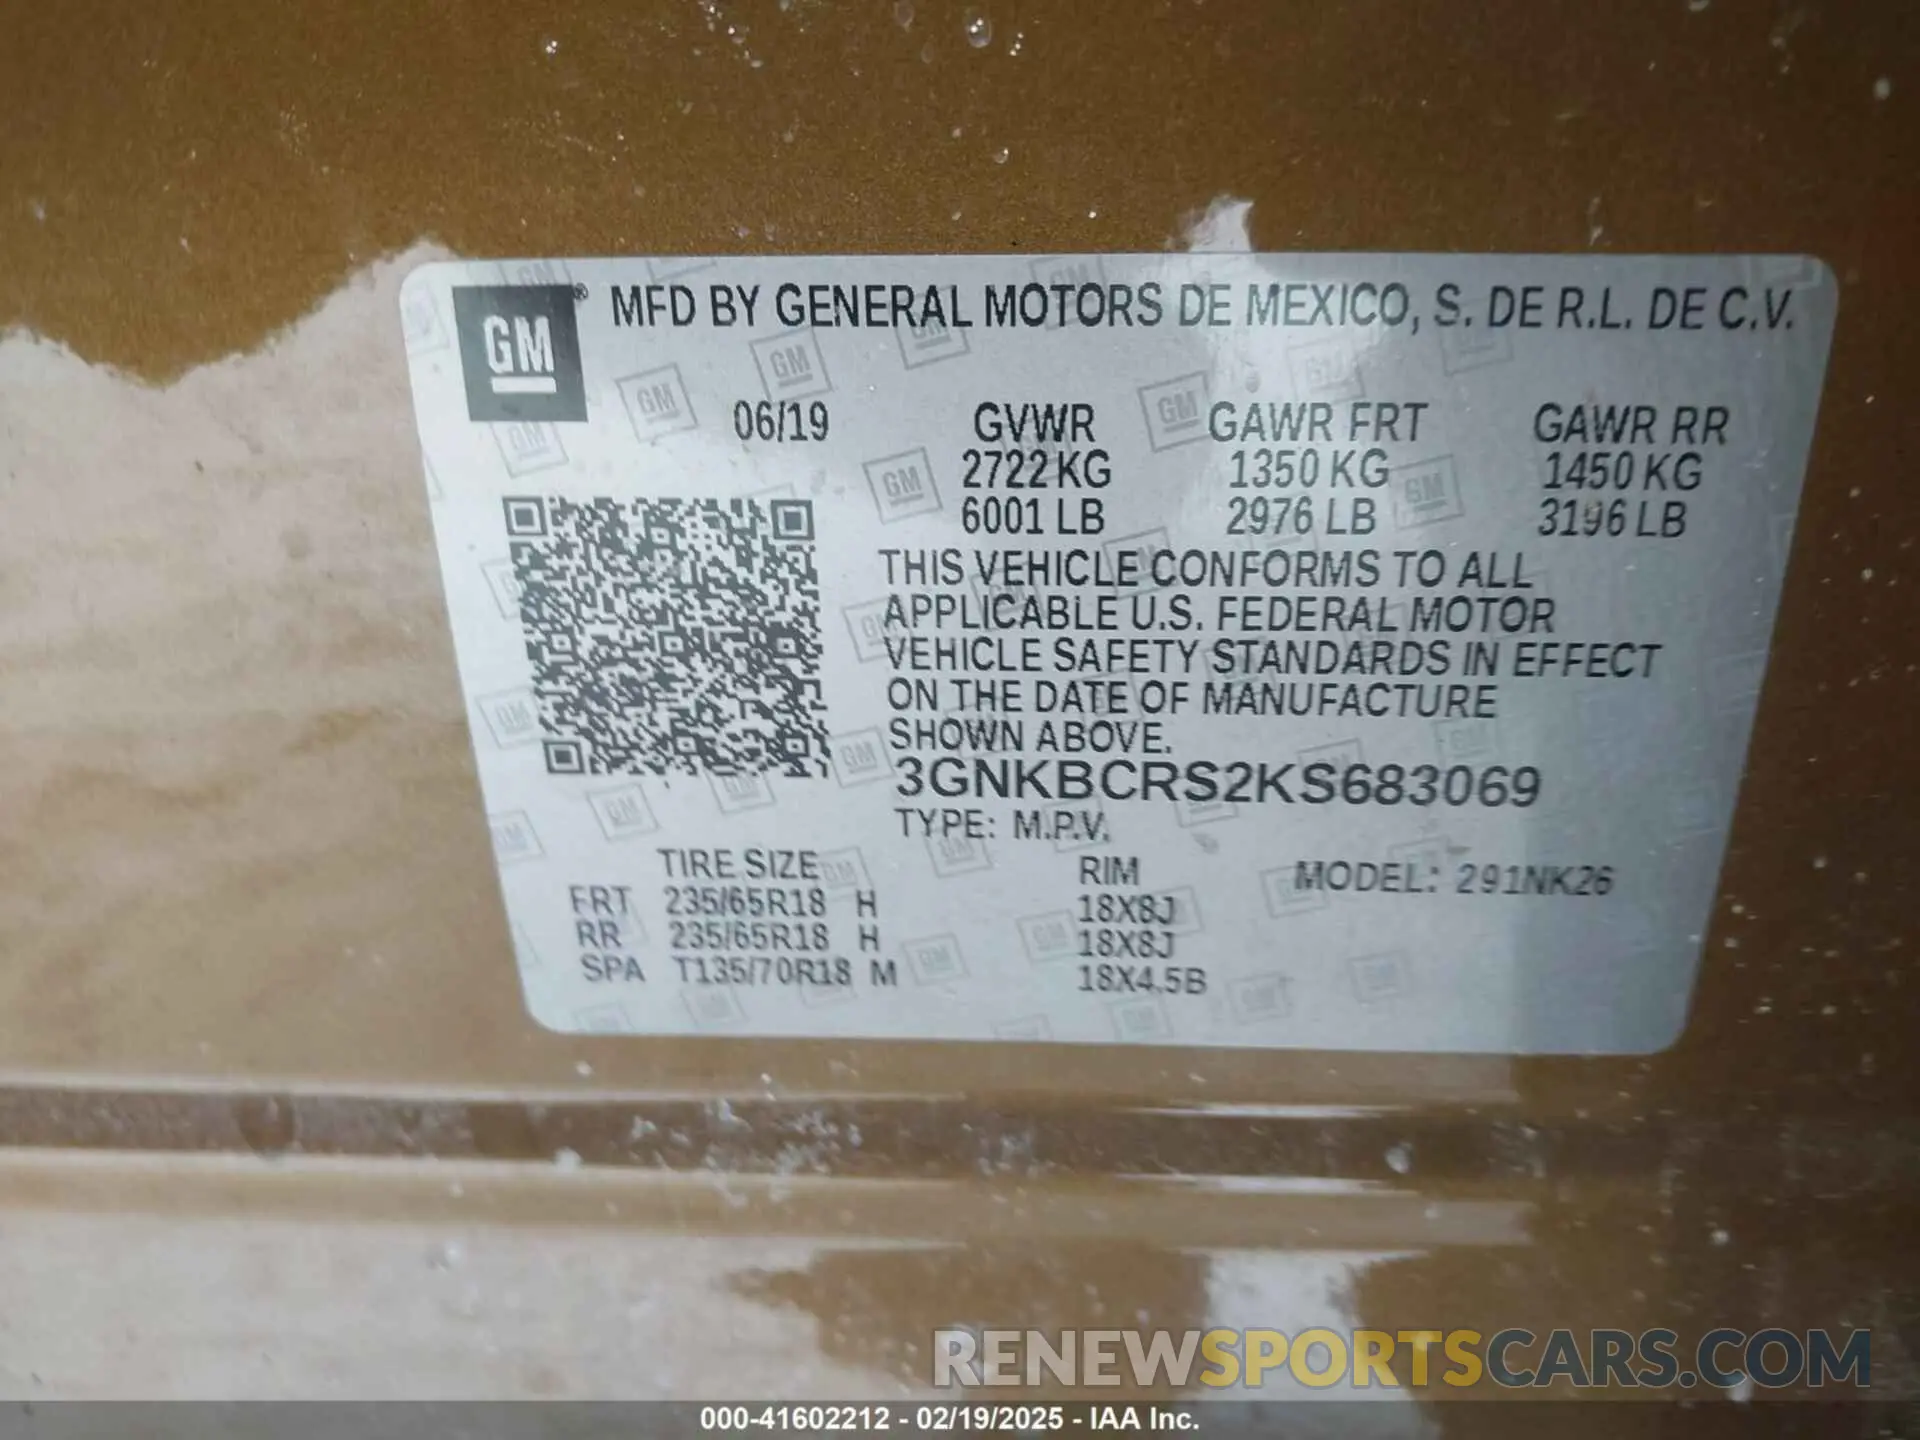 GM® MFD BY GENERAL MOTORS DE MEXICO, S. DE R.L. DE C.V.
06/19 GVWR GAWR FRT GAWR RR
2722 KG 1350 KG 1450 KG
6001 LB 2976 LB 3196 LB
THIS VEHICLE CONFORMS TO ALL
APPLICABLE U.S. FEDERAL MOTOR
VEHICLE SAFETY STANDARDS IN EFFECT
ON THE DATE OF MANUFACTURE
SHOWN ABOVE.
3GNKBCRS2KS683069
TYPE: M.P.V.
TIRE SIZE RIM MODEL: 291NK26
FRT 235/65R18 H 18X8J
RR 235/65R18 H 18X8J
SPA T135/70R18 M 18X4.5B
RENEWSPORTSCARS.COM
000-41602212 - 02/19/2025 - IAA Inc.